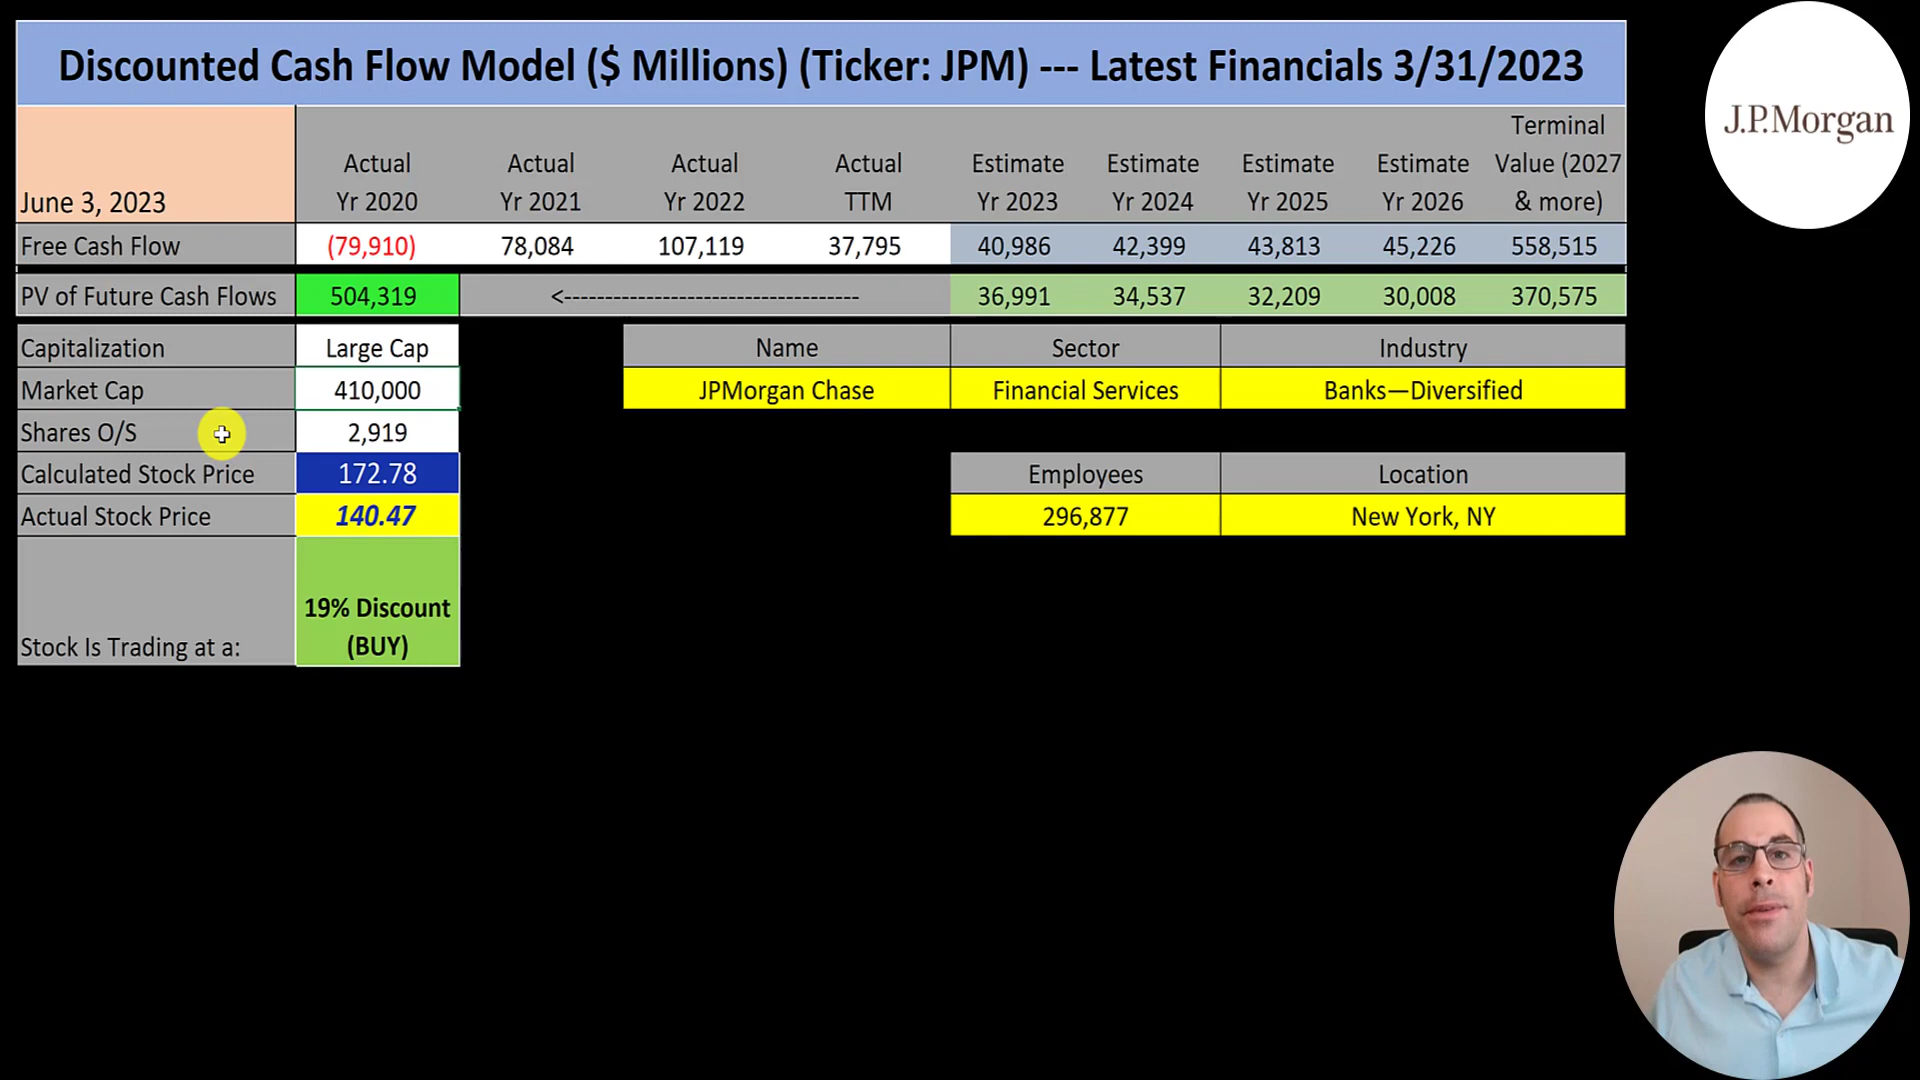 Discounted Cash Flow Model ($ Millions) (Ticker: JPM) --- Latest Financials 3/31/2023
J.P.Morgan
June 3, 2023
Actual Yr 2020
Actual Yr 2021
Actual Yr 2022
Actual TTM
Estimate Yr 2023
Estimate Yr 2024
Estimate Yr 2025
Estimate Yr 2026
Terminal Value (2027 & more)
Free Cash Flow (79,910) 78,084 107,119 37,795 40,986 42,399 43,813 45,226 558,515
PV of Future Cash Flows 504,319 <------------------------------------ 36,991 34,537 32,209 30,008 370,575
Capitalization Large Cap
Market Cap 410,000
Shares O/S 2,919
Calculated Stock Price 172.78
Actual Stock Price 140.47
Stock Is Trading at a: 19% Discount (BUY)
Name Sector Industry
JPMorgan Chase Financial Services Banks—Diversified
Employees Location
296,877 New York, NY